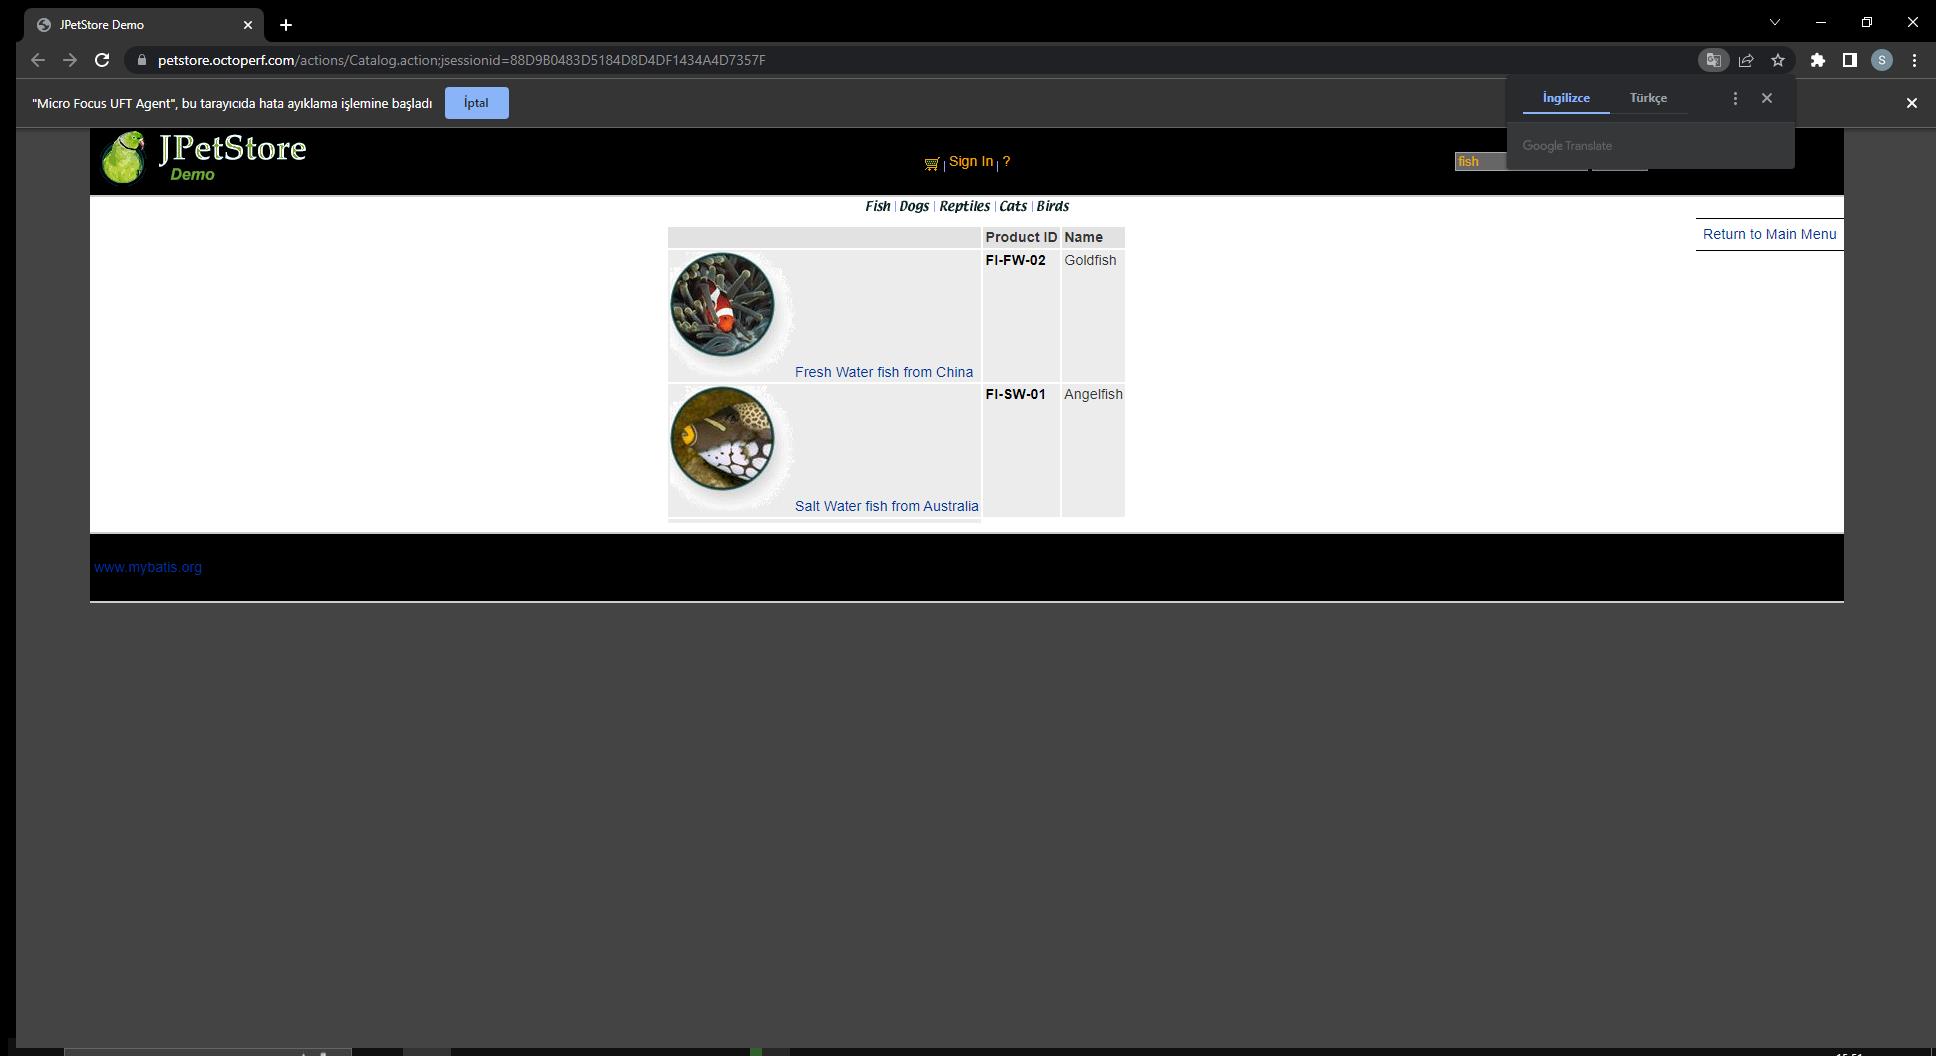 JPetStore Demo
petstore.octoperf.com/actions/Catalog.action;jsessionid=88D9B0483D5184D8D4DF1434A4D7357F
S
"Micro Focus UFT Agent", bu tarayıcıda hata ayıklama işlemine başladı
İptal
İngilizce
Türkçe
Google Translate
JPetStore
Demo
| Sign In | ?
fish
Fish | Dogs | Reptiles | Cats | Birds
Return to Main Menu
Product ID Name
FI-FW-02 Goldfish
Fresh Water fish from China
FI-SW-01 Angelfish
Salt Water fish from Australia
www.mybatis.org